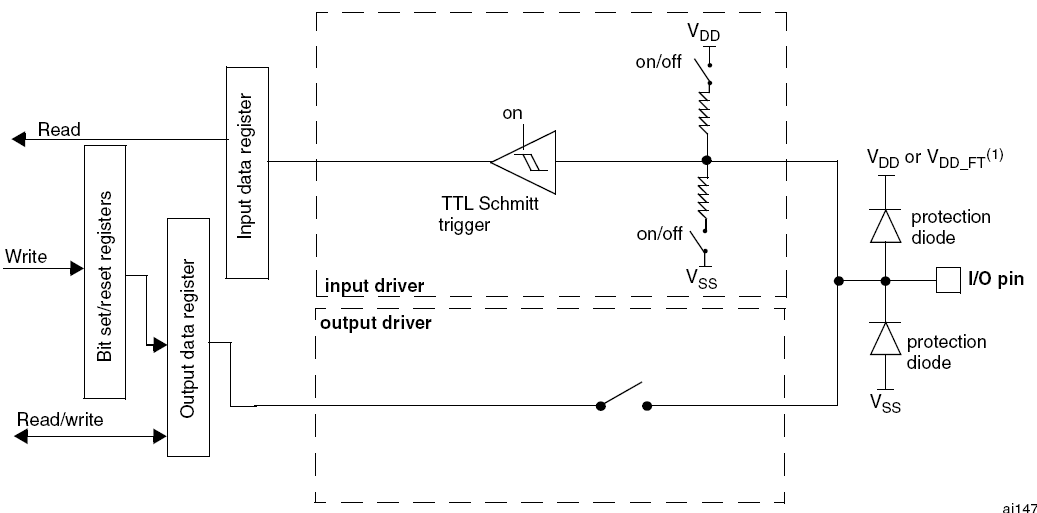 V_DD
on/off
on
Read
Input data register
V_DD or V_DD_FT(1)
TTL Schmitt
trigger
protection
diode
on/off
Write
Bit set/reset registers
V_SS
input driver
I/O pin
output driver
Output data register
protection
diode
V_SS
Read/write
ai147